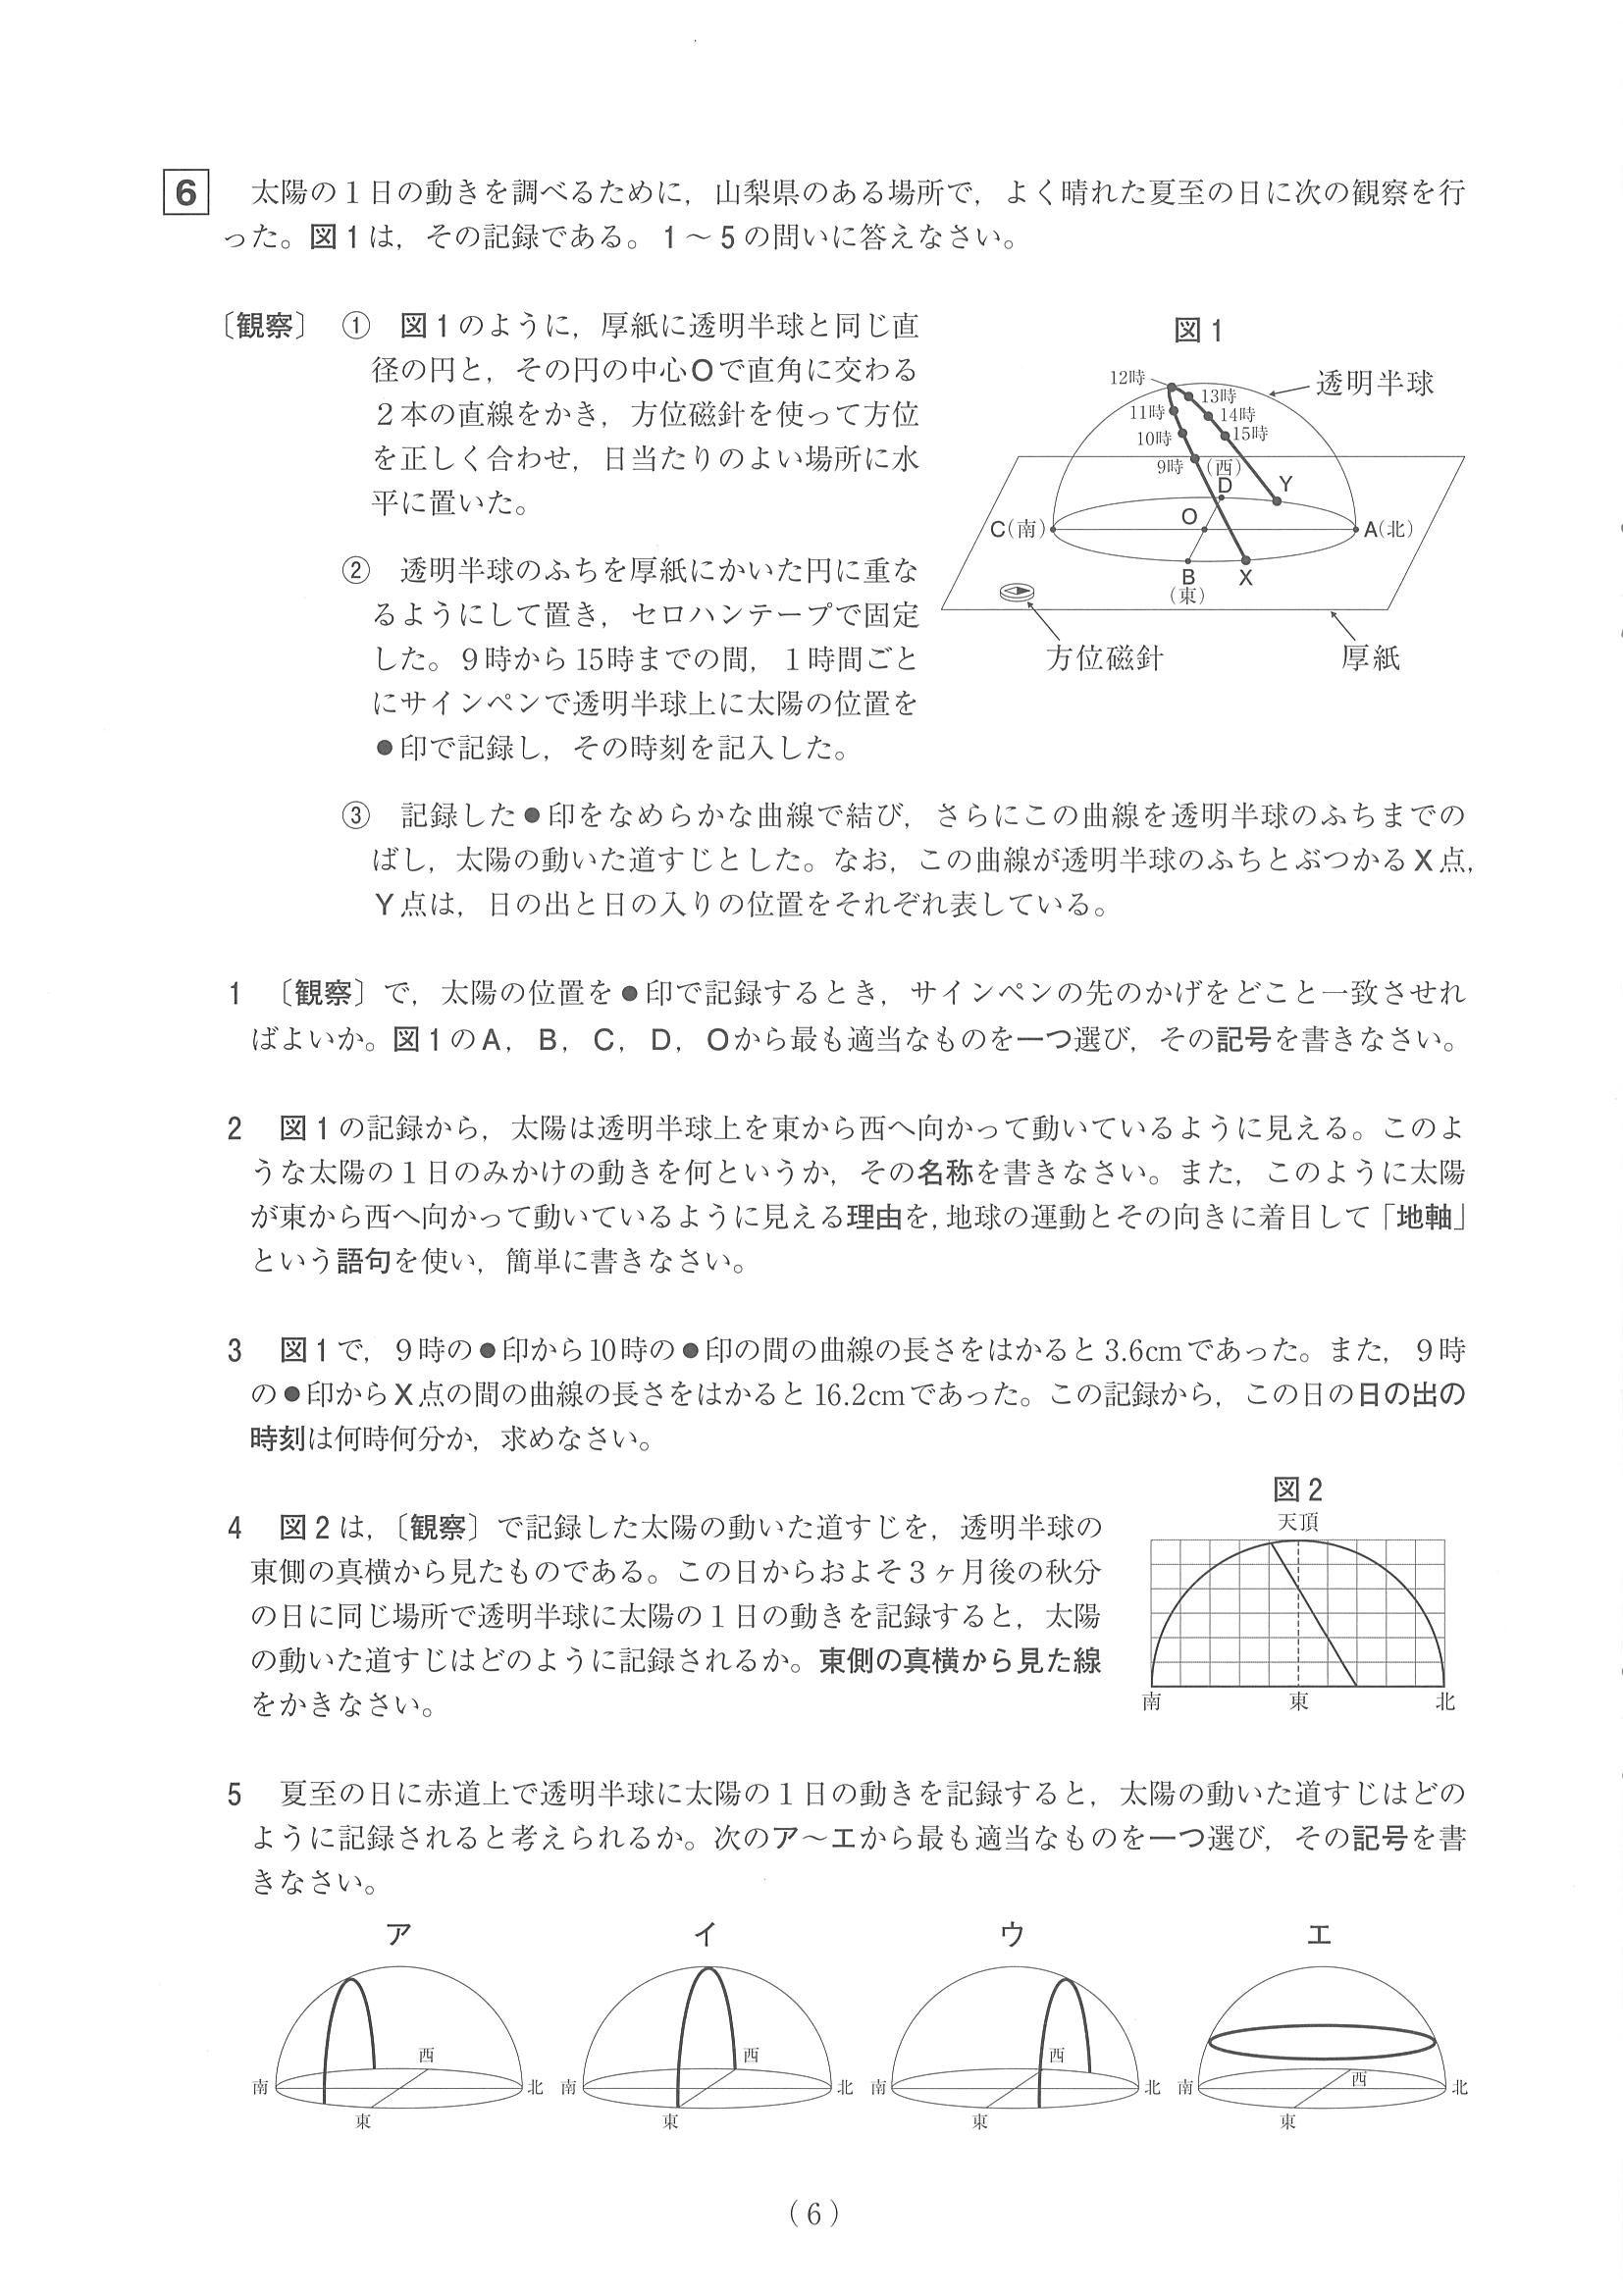 6 太陽の１日の動きを調べるために，山梨県のある場所で，よく晴れた夏至の日に次の観察を行
った。図１は，その記録である。１～５の問いに答えなさい。
〔観察〕 ① 図１のように，厚紙に透明半球と同じ直
径の円と，その円の中心Ｏで直角に交わる
２本の直線をかき，方位磁針を使って方位
を正しく合わせ，日当たりのよい場所に水
平に置いた。
② 透明半球のふちを厚紙にかいた円に重な
るようにして置き，セロハンテープで固定
した。９時から15時までの間，１時間ごと
にサインペンで透明半球上に太陽の位置を
●印で記録し，その時刻を記入した。
図１
12時
透明半球
13時
11時
14時
10時
15時
9時
(西)
D
Y
O
C(南)
A(北)
B
X
(東)
方位磁針
厚紙
③ 記録した●印をなめらかな曲線で結び，さらにこの曲線を透明半球のふちまでの
ばし，太陽の動いた道すじとした。なお，この曲線が透明半球のふちとぶつかるＸ点，
Ｙ点は，日の出と日の入りの位置をそれぞれ表している。
1 〔観察〕で，太陽の位置を●印で記録するとき，サインペンの先のかげをどこと一致させれ
ばよいか。図１のＡ，Ｂ，Ｃ，Ｄ，Ｏから最も適当なものを一つ選び，その記号を書きなさい。
2 図１の記録から，太陽は透明半球上を東から西へ向かって動いているように見える。このよ
うな太陽の１日のみかけの動きを何というか，その名称を書きなさい。また，このように太陽
が東から西へ向かって動いているように見える理由を，地球の運動とその向きに着目して「地軸」
という語句を使い，簡単に書きなさい。
3 図１で，９時の●印から10時の●印の間の曲線の長さをはかると3.6cmであった。また，９時
の●印からＸ点の間の曲線の長さをはかると16.2cmであった。この記録から，この日の日の出の
時刻は何時何分か，求めなさい。
4 図２は，〔観察〕で記録した太陽の動いた道すじを，透明半球の
東側の真横から見たものである。この日からおよそ３ヶ月後の秋分
の日に同じ場所で透明半球に太陽の１日の動きを記録すると，太陽
の動いた道すじはどのように記録されるか。東側の真横から見た線
をかきなさい。
図２
天頂
南 東 北
5 夏至の日に赤道上で透明半球に太陽の１日の動きを記録すると，太陽の動いた道すじはどの
ように記録されると考えられるか。次のア～エから最も適当なものを一つ選び，その記号を書
きなさい。
ア イ ウ エ
西 西 西 西
南 北 南 北 南 北 南 北
東 東 東 東
（6）